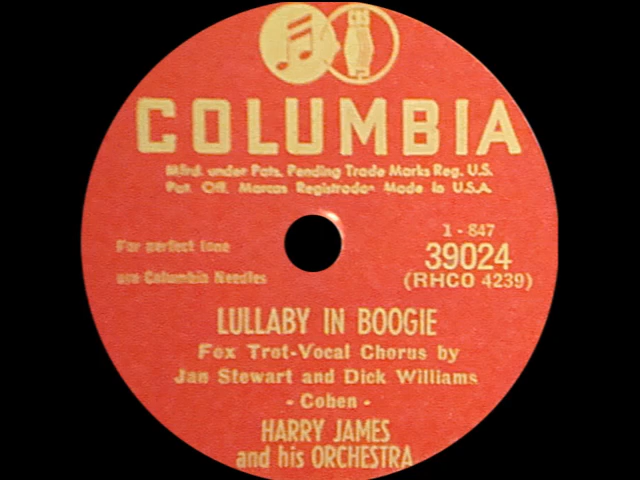 CBS
COLUMBIA
Mfrd. under Pats. Pending Trade Marks Reg. U.S.
Pat. Off. Marcas Registradas Made in U.S.A.
1 - 847
For perfect tone
39024
use Columbia Needles
(RHCO 4239)
LULLABY IN BOOGIE
Fox Trot-Vocal Chorus by
Jan Stewart and Dick Williams
- Cohen -
HARRY JAMES
and his ORCHESTRA